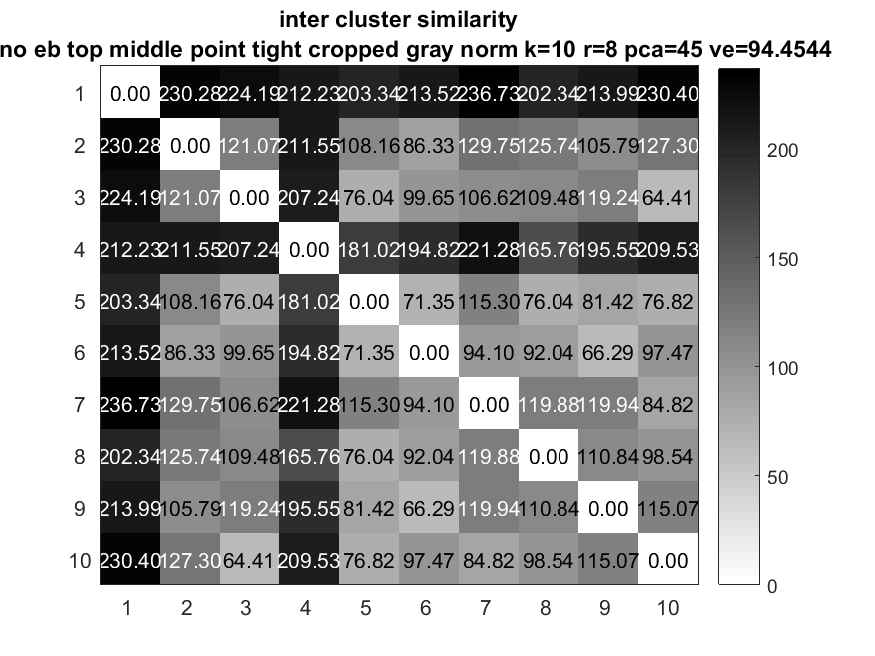 inter cluster similarity
no eb top middle point tight cropped gray norm k=10 r=8 pca=45 ve=94.4544
1 0.00 230.28 224.19 212.23 203.34 213.52 236.73 202.34 213.99 230.40
2 230.28 0.00 121.07 211.55 108.16 86.33 129.75 125.74 105.79 127.30
200
3 224.19 121.07 0.00 207.24 76.04 99.65 106.62 109.48 119.24 64.41
4 212.23 211.55 207.24 0.00 181.02 194.82 221.28 165.76 195.55 209.53
150
5 203.34 108.16 76.04 181.02 0.00 71.35 115.30 76.04 81.42 76.82
6 213.52 86.33 99.65 194.82 71.35 0.00 94.10 92.04 66.29 97.47
100
7 236.73 129.75 106.62 221.28 115.30 94.10 0.00 119.88 119.94 84.82
8 202.34 125.74 109.48 165.76 76.04 92.04 119.88 0.00 110.84 98.54
50
9 213.99 105.79 119.24 195.55 81.42 66.29 119.94 110.84 0.00 115.07
10 230.40 127.30 64.41 209.53 76.82 97.47 84.82 98.54 115.07 0.00
0
1 2 3 4 5 6 7 8 9 10